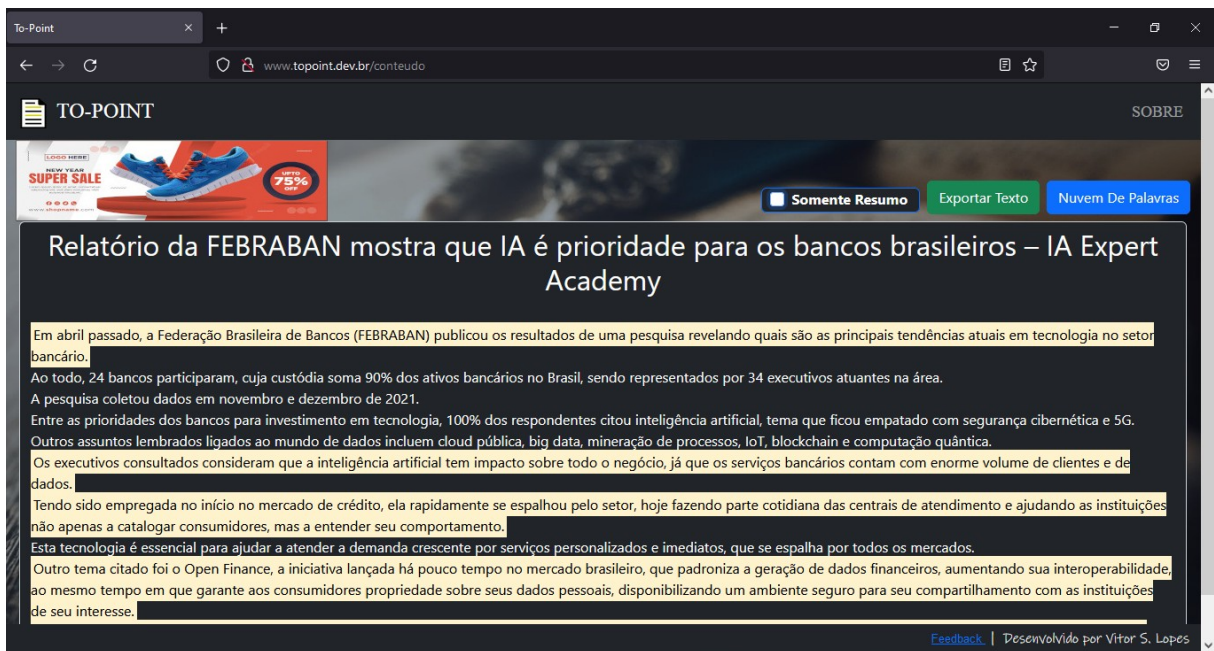 To-Point
www.topoint.dev.br/conteudo
TO-POINT
SOBRE
LOGO HERE
NEW YEAR
SUPER SALE
UPTO
75%
OFF
www.shopname.com
Somente Resumo
Exportar Texto
Nuvem De Palavras
Relatório da FEBRABAN mostra que IA é prioridade para os bancos brasileiros – IA Expert
Academy
Em abril passado, a Federação Brasileira de Bancos (FEBRABAN) publicou os resultados de uma pesquisa revelando quais são as principais tendências atuais em tecnologia no setor
bancário.
Ao todo, 24 bancos participaram, cuja custódia soma 90% dos ativos bancários no Brasil, sendo representados por 34 executivos atuantes na área.
A pesquisa coletou dados em novembro e dezembro de 2021.
Entre as prioridades dos bancos para investimento em tecnologia, 100% dos respondentes citou inteligência artificial, tema que ficou empatado com segurança cibernética e 5G.
Outros assuntos lembrados ligados ao mundo de dados incluem cloud pública, big data, mineração de processos, IoT, blockchain e computação quântica.
Os executivos consultados consideram que a inteligência artificial tem impacto sobre todo o negócio, já que os serviços bancários contam com enorme volume de clientes e de
dados.
Tendo sido empregada no início no mercado de crédito, ela rapidamente se espalhou pelo setor, hoje fazendo parte cotidiana das centrais de atendimento e ajudando as instituições
não apenas a catalogar consumidores, mas a entender seu comportamento.
Esta tecnologia é essencial para ajudar a atender a demanda crescente por serviços personalizados e imediatos, que se espalha por todos os mercados.
Outro tema citado foi o Open Finance, a iniciativa lançada há pouco tempo no mercado brasileiro, que padroniza a geração de dados financeiros, aumentando sua interoperabilidade,
ao mesmo tempo em que garante aos consumidores propriedade sobre seus dados pessoais, disponibilizando um ambiente seguro para seu compartilhamento com as instituições
de seu interesse.
Feedback | Desenvolvido por Vitor S. Lopes